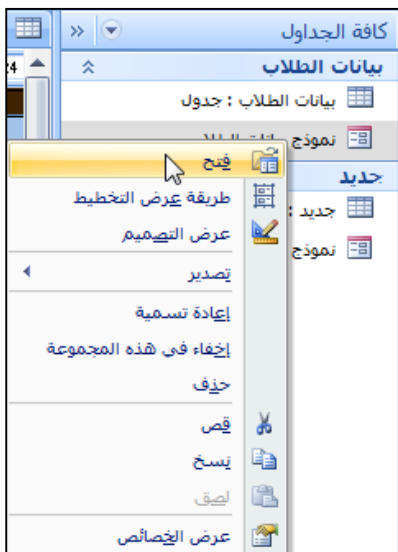 كافة الجداول
24
بيانات الطلاب
بيانات الطلاب : جدول
نموذج
فتح
جديد
طريقة عرض التخطيط
جديد :
عرض التصميم
نموذج
تصدير
إعادة تسمية
إخفاء في هذه المجموعة
حذف
قص
نسخ
لصق
عرض الخصائص